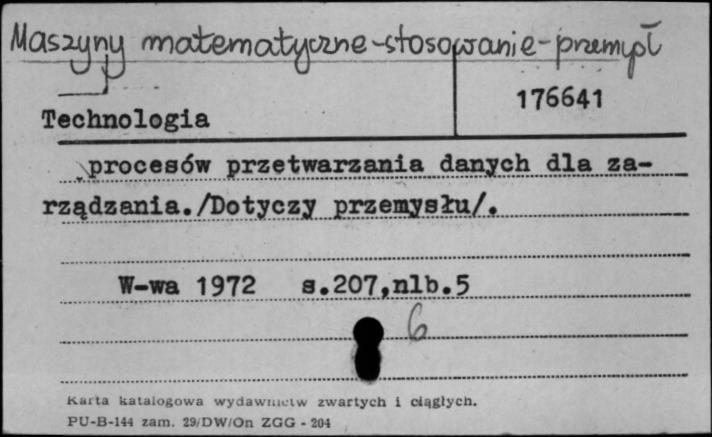 Maszyny matematyczne-stosowanie-przemysł
176641
Technologia
procesów przetwarzania danych dla za-
rządzania./Dotyczy przemysłu/.
W-wa 1972 s.207,nlb.5
6
Karta katalogowa wydawnictw zwartych i ciągłych.
PU-B-144 zam. 29/DW/On ZGG - 204